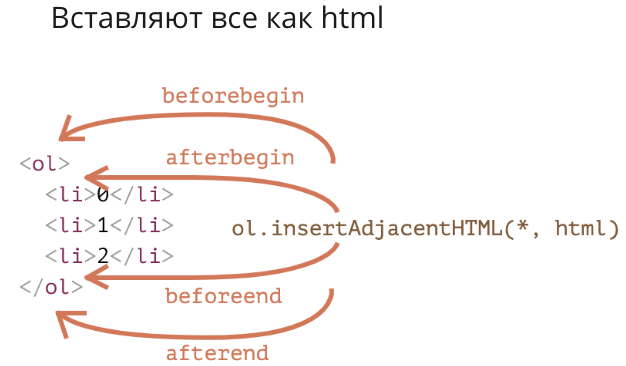 Вставляют все как html
beforebegin
<ol>
afterbegin
<li>0</li>
<li>1</li>
ol.insertAdjacentHTML(*, html)
<li>2</li>
</ol>
beforeend
afterend